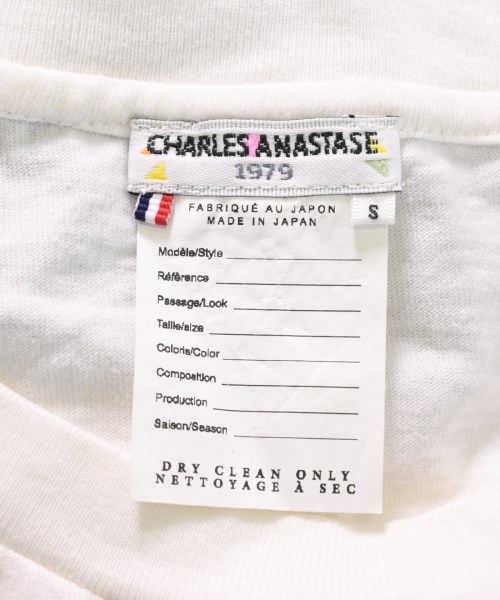 CHARLES ANASTASE
1979
S
FABRIQUÉ AU JAPON
MADE IN JAPAN
Modèle/Style
Référence
Passage/Look
Taille/size
Coloris/Color
Composition
Production
Saison/Season
DRY CLEAN ONLY
NETTOYAGE À SEC